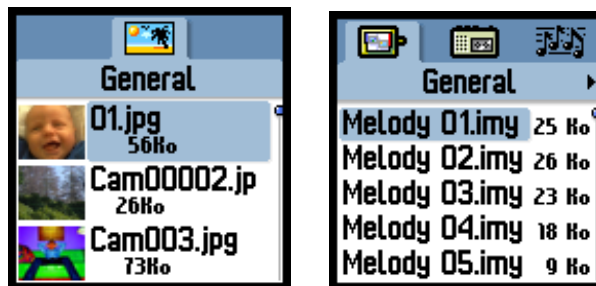 General
01.jpg
56Ko
Cam00002.jp
26Ko
Cam003.jpg
73Ko
General
Melody 01.imy 25 Ko
Melody 02.imy 26 Ko
Melody 03.imy 23 Ko
Melody 04.imy 18 Ko
Melody 05.imy 9 Ko